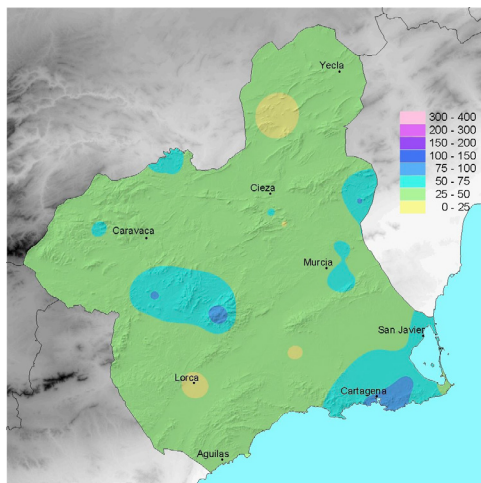 Yecla
300 - 400
200 - 300
150 - 200
100 - 150
75 - 100
50 - 75
25 - 50
0 - 25
Cieza
Caravaca
Murcia
San Javier
Lorca
Cartagena
Aguilas